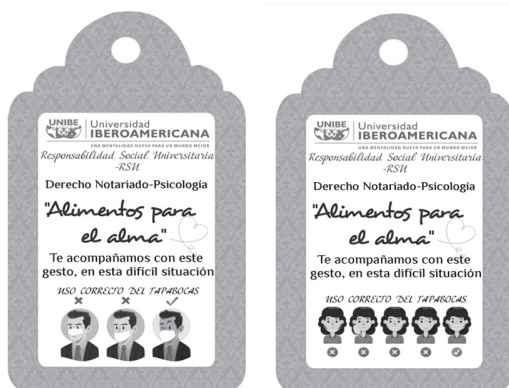 UNIBE
Universidad
IBEROAMERICANA
UNA MENTALIDAD NUEVA PARA UN MUNDO MEJOR
Responsabilidad Social Universitaria
-RSU
Derecho Notariado-Psicología
"Alimentos para
el alma"
Te acompañamos con este
gesto, en esta difícil situación
USO CORRECTO DEL TAPABOCAS
UNIBE
Universidad
IBEROAMERICANA
UNA MENTALIDAD NUEVA PARA UN MUNDO MEJOR
Responsabilidad Social Universitaria
-RSU
Derecho Notariado-Psicología
"Alimentos para
el alma"
Te acompañamos con este
gesto, en esta difícil situación
USO CORRECTO DEL TAPABOCAS